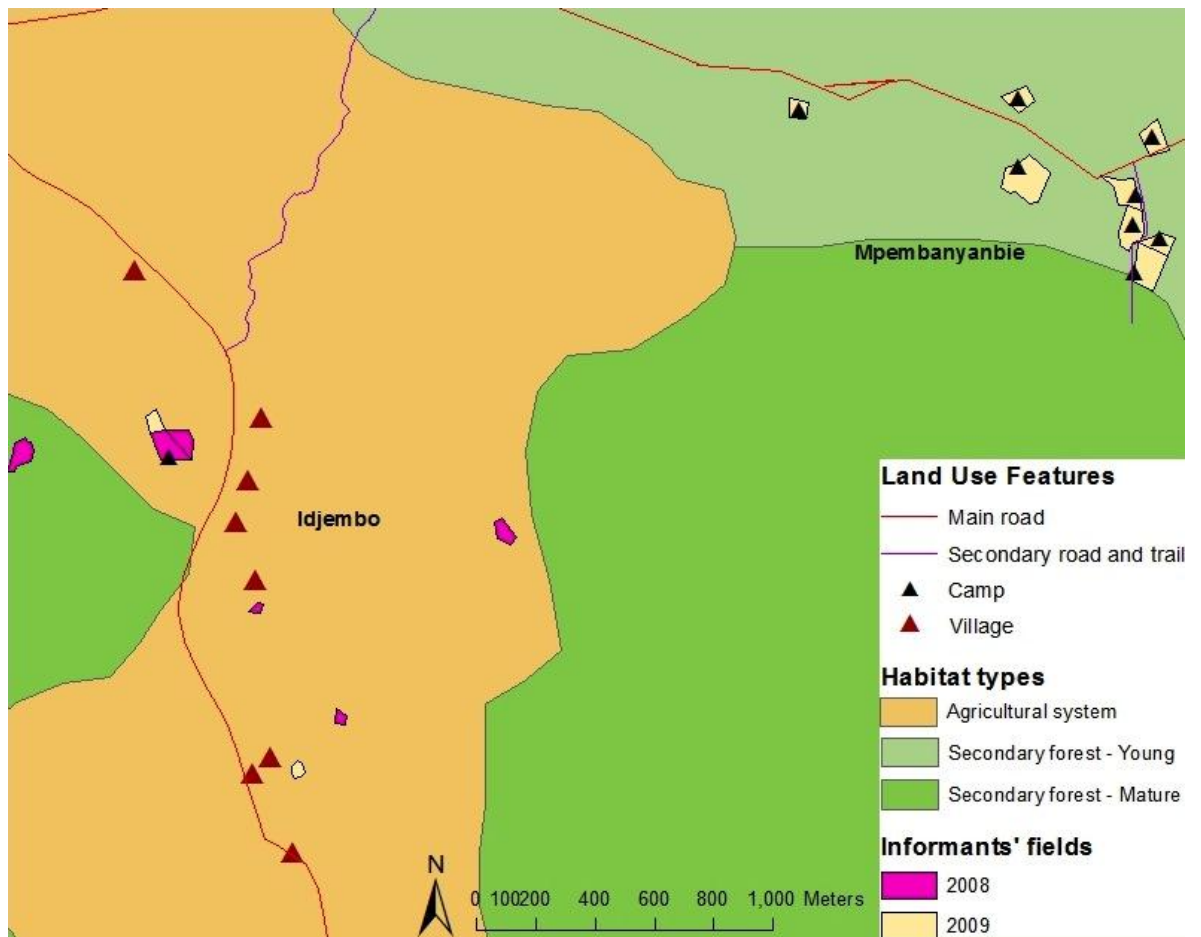 Mpembanyanbie
Idjembo
Land Use Features
Main road
Secondary road and trail
Camp
Village
Habitat types
Agricultural system
Secondary forest - Young
Secondary forest - Mature
Informants' fields
2008
2009
N
0 100200 400 600 800 1,000 Meters